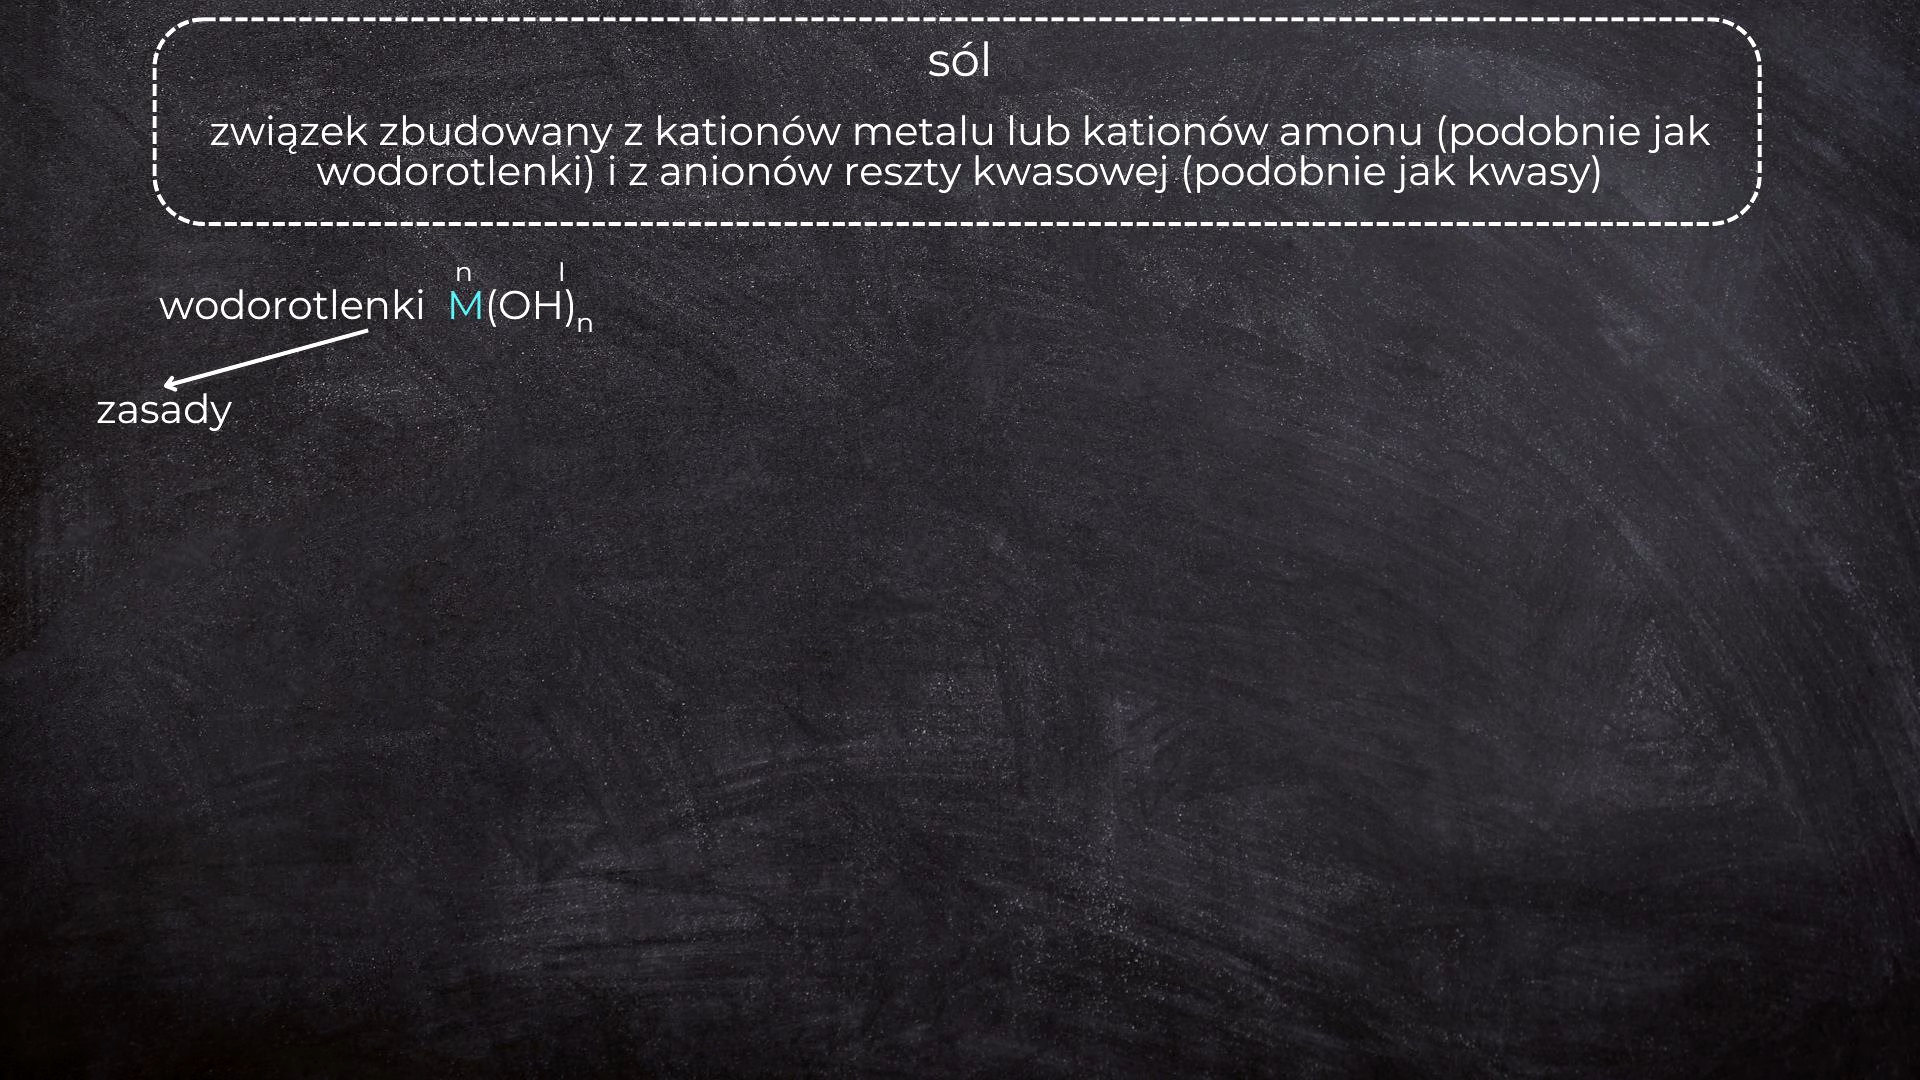 sól
związek zbudowany z kationów metalu lub kationów amonu (podobnie jak
wodorotlenki) i z anionów reszty kwasowej (podobnie jak kwasy)
n I
wodorotlenki M(OH)n
zasady